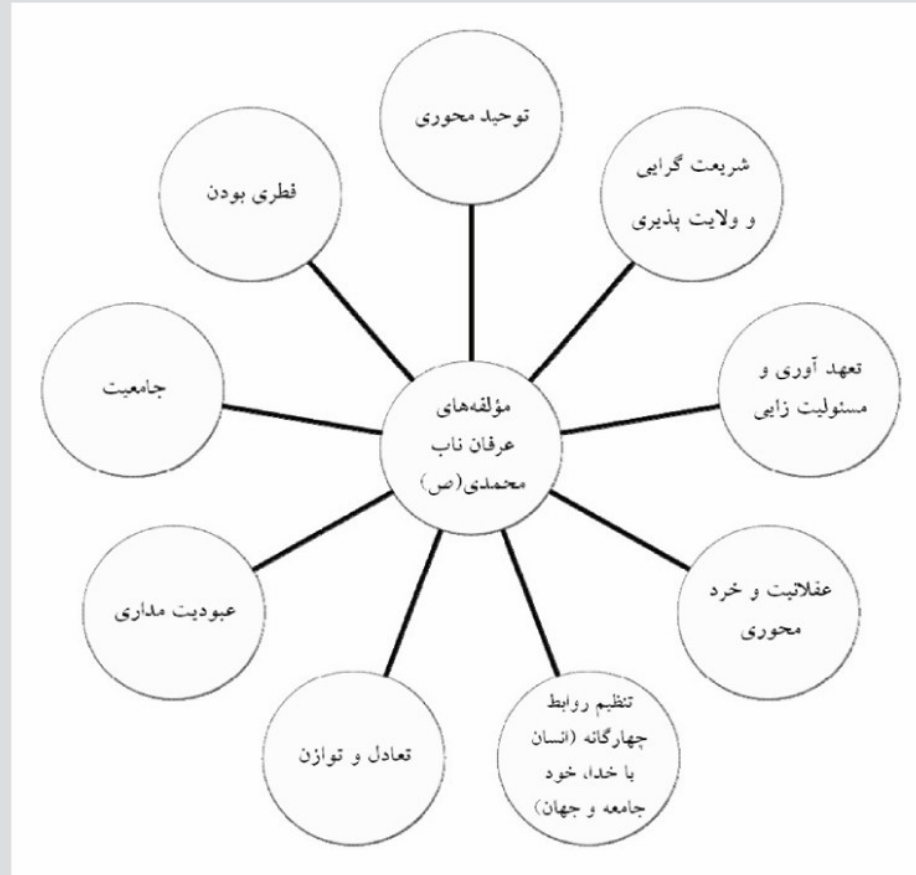 توحید محوری
شریعت گرایی
و ولایت پذیری
تعهد آوری و
مسئولیت زایی
عقلانیت و خرد
محوری
تنظیم روابط
چهارگانه (انسان
با خدا، خود
جامعه و جهان)
تعادل و توازن
عبودیت مداری
جامعیت
فطری بودن
مؤلفه‌های
عرفان ناب
محمدی(ص)